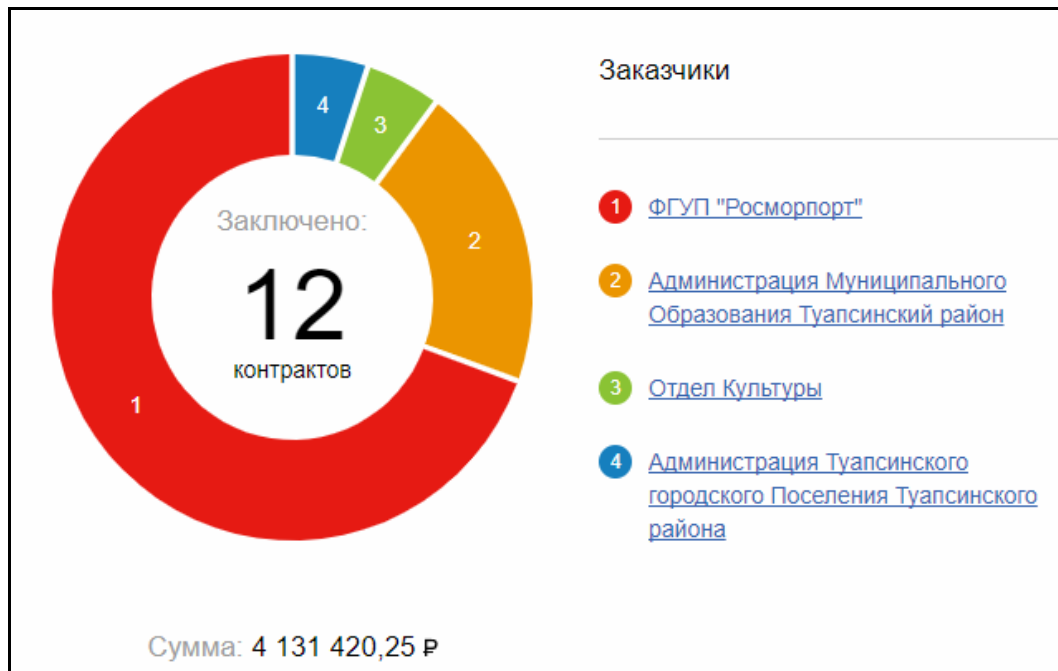 Заказчики
4
3
2
1
Заключено:
12
контрактов
1 ФГУП "Росморпорт"
2 Администрация Муниципального
Образования Туапсинский район
3 Отдел Культуры
4 Администрация Туапсинского
городского Поселения Туапсинского
района
Сумма: 4 131 420,25 ₽